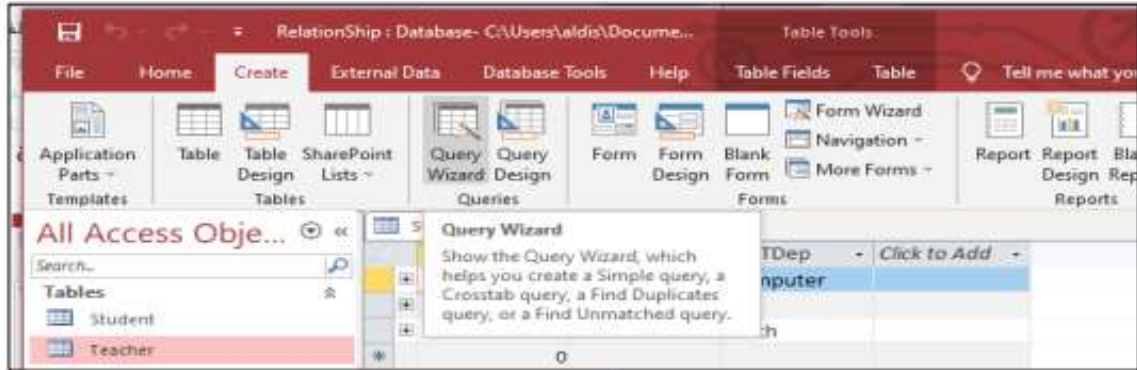 RelationShip : Database- C:\Users\aldis\Docume...
Table Tools
File Home Create External Data Database Tools Help Table Fields Table Tell me what you
Application Parts
Table
Table Design
SharePoint Lists
Query Wizard
Query Design
Form
Form Design
Blank Form
Form Wizard
Navigation
More Forms
Report
Report Design
Bla
Rep
Templates
Tables
Queries
Forms
Reports
All Access Obje...
Search...
Tables
Student
Teacher
S
Query Wizard
Show the Query Wizard, which
helps you create a Simple query, a
Crosstab query, a Find Duplicates
query, or a Find Unmatched query.
TDep Click to Add
nputer
th
0